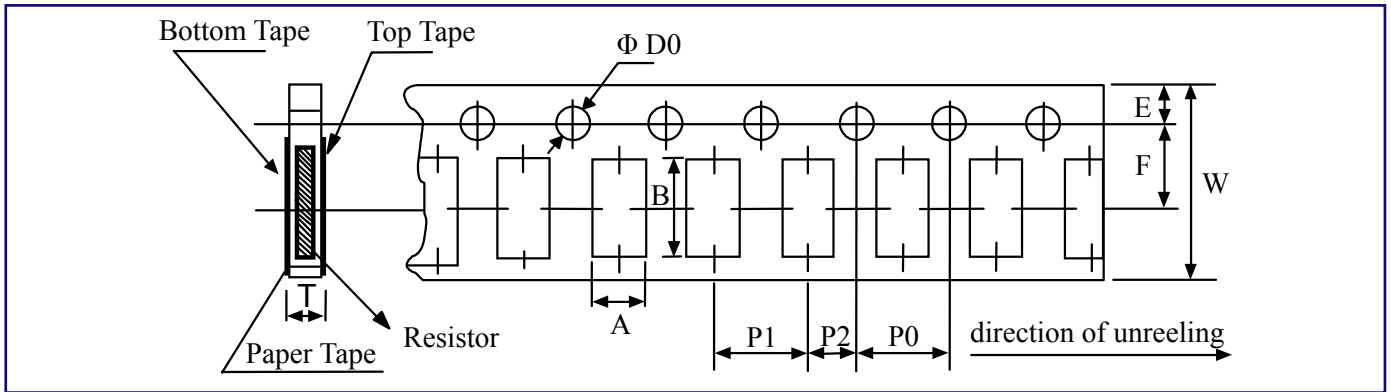 Bottom Tape
Top Tape
Φ D0
E
F
W
B
T
A
P1
P2
P0
direction of unreeling
Resistor
Paper Tape